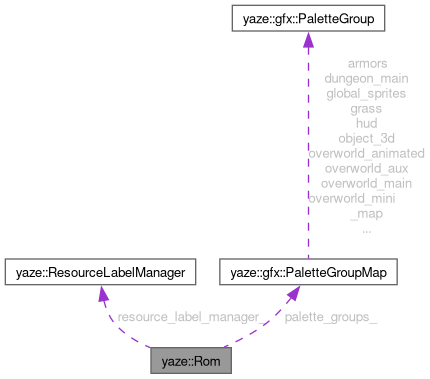 yaze::gfx::PaletteGroup
armors
dungeon_main
global_sprites
grass
hud
object_3d
overworld_animated
overworld_aux
overworld_main
overworld_mini
_map
...
yaze::ResourceLabelManager
yaze::gfx::PaletteGroupMap
resource_label_manager_
palette_groups_
yaze::Rom